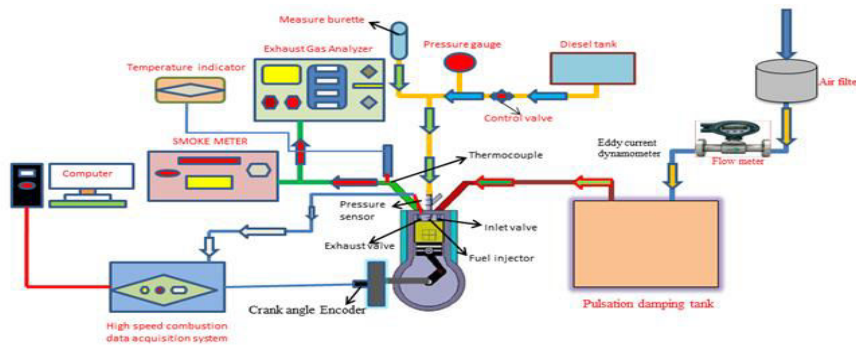 Measure burette
Exhaust Gas Analyzer
Pressure gauge
Diesel tank
Temperature indicator
Air filter
Control valve
SMOKE METER
Eddy current
dynamometer
Flow meter
Computer
Thermocouple
Pressure
sensor
Inlet valve
Exhaust valve
Fuel injector
Crank angle Encoder
Pulsation damping tank
High speed combustion
data acquisition system